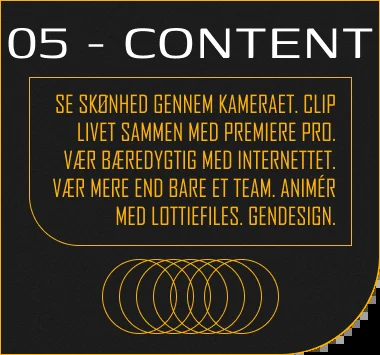 05 - CONTENT
SE SKØNHED GENNEM KAMERAET. CLIP
LIVET SAMMEN MED PREMIERE PRO.
VÆR BÆREDYGTIG MED INTERNETTET.
VÆR MERE END BARE ET TEAM. ANIMÉR
MED LOTTIEFILES. GENDESIGN.